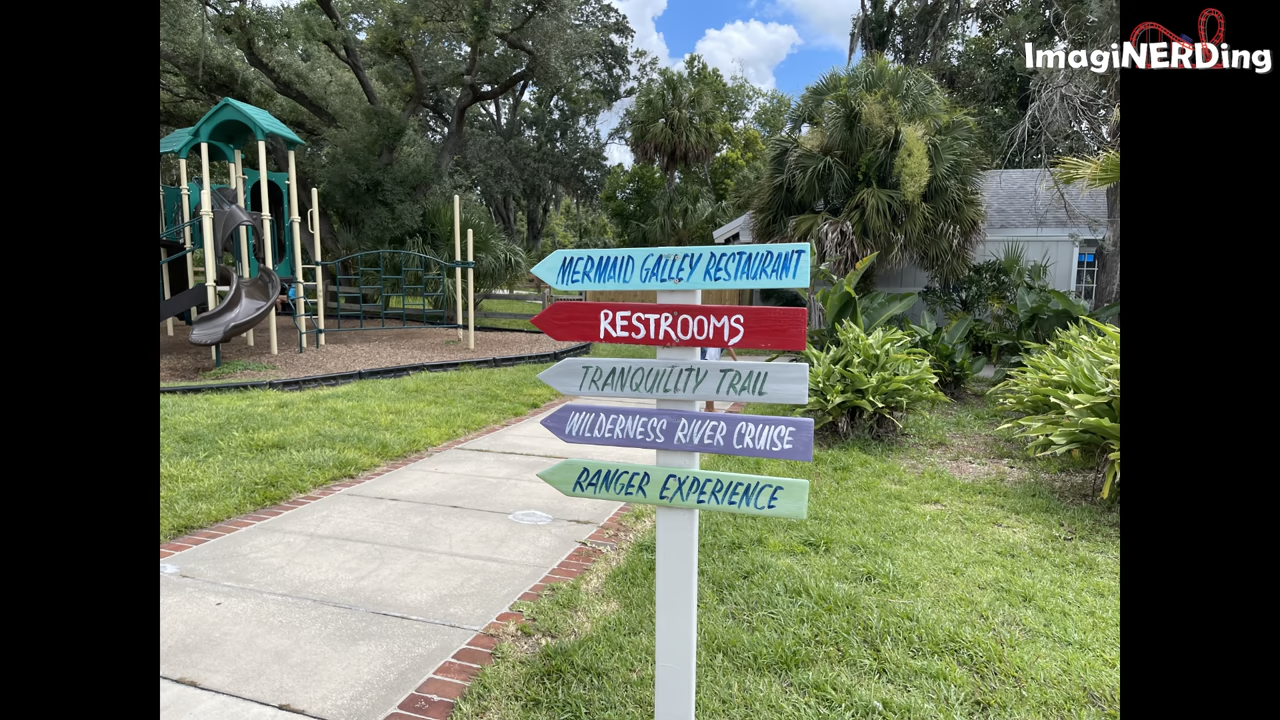 ImagiNERDing
MERMAID GALLEY RESTAURANT
RESTROOMS
TRANQUILITY TRAIL
WILDERNESS RIVER CRUISE
RANGER EXPERIENCE